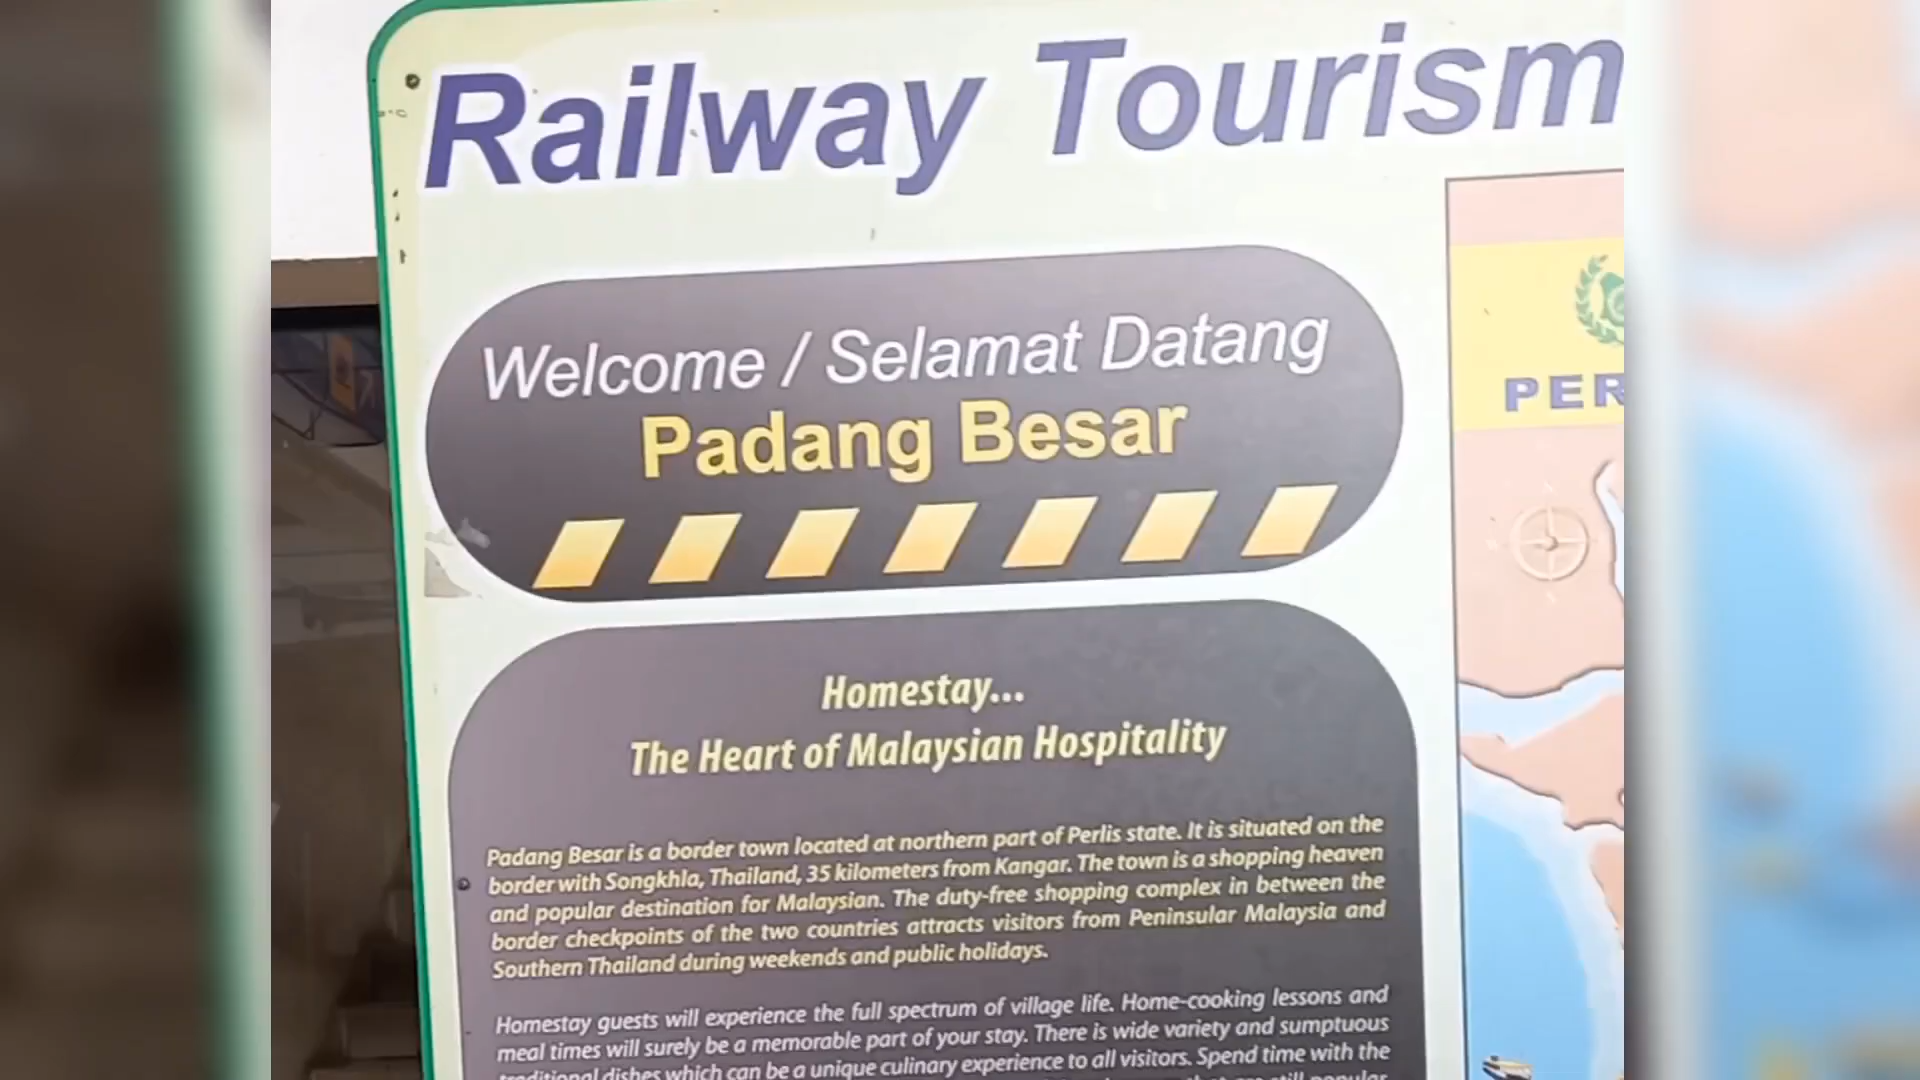 Railway Tourism
Welcome / Selamat Datang
Padang Besar
Homestay...
The Heart of Malaysian Hospitality
Padang Besar is a border town located at northern part of Perlis state. It is situated on the
border with Songkhla, Thailand, 35 kilometers from Kangar. The town is a shopping heaven
and popular destination for Malaysian. The duty-free shopping complex in between the
border checkpoints of the two countries attracts visitors from Peninsular Malaysia and
Southern Thailand during weekends and public holidays.
Homestay guests will experience the full spectrum of village life. Home-cooking lessons and
meal times will surely be a memorable part of your stay. There is wide variety and sumptuous
traditional dishes which can be a unique culinary experience to all visitors. Spend time with the
PER